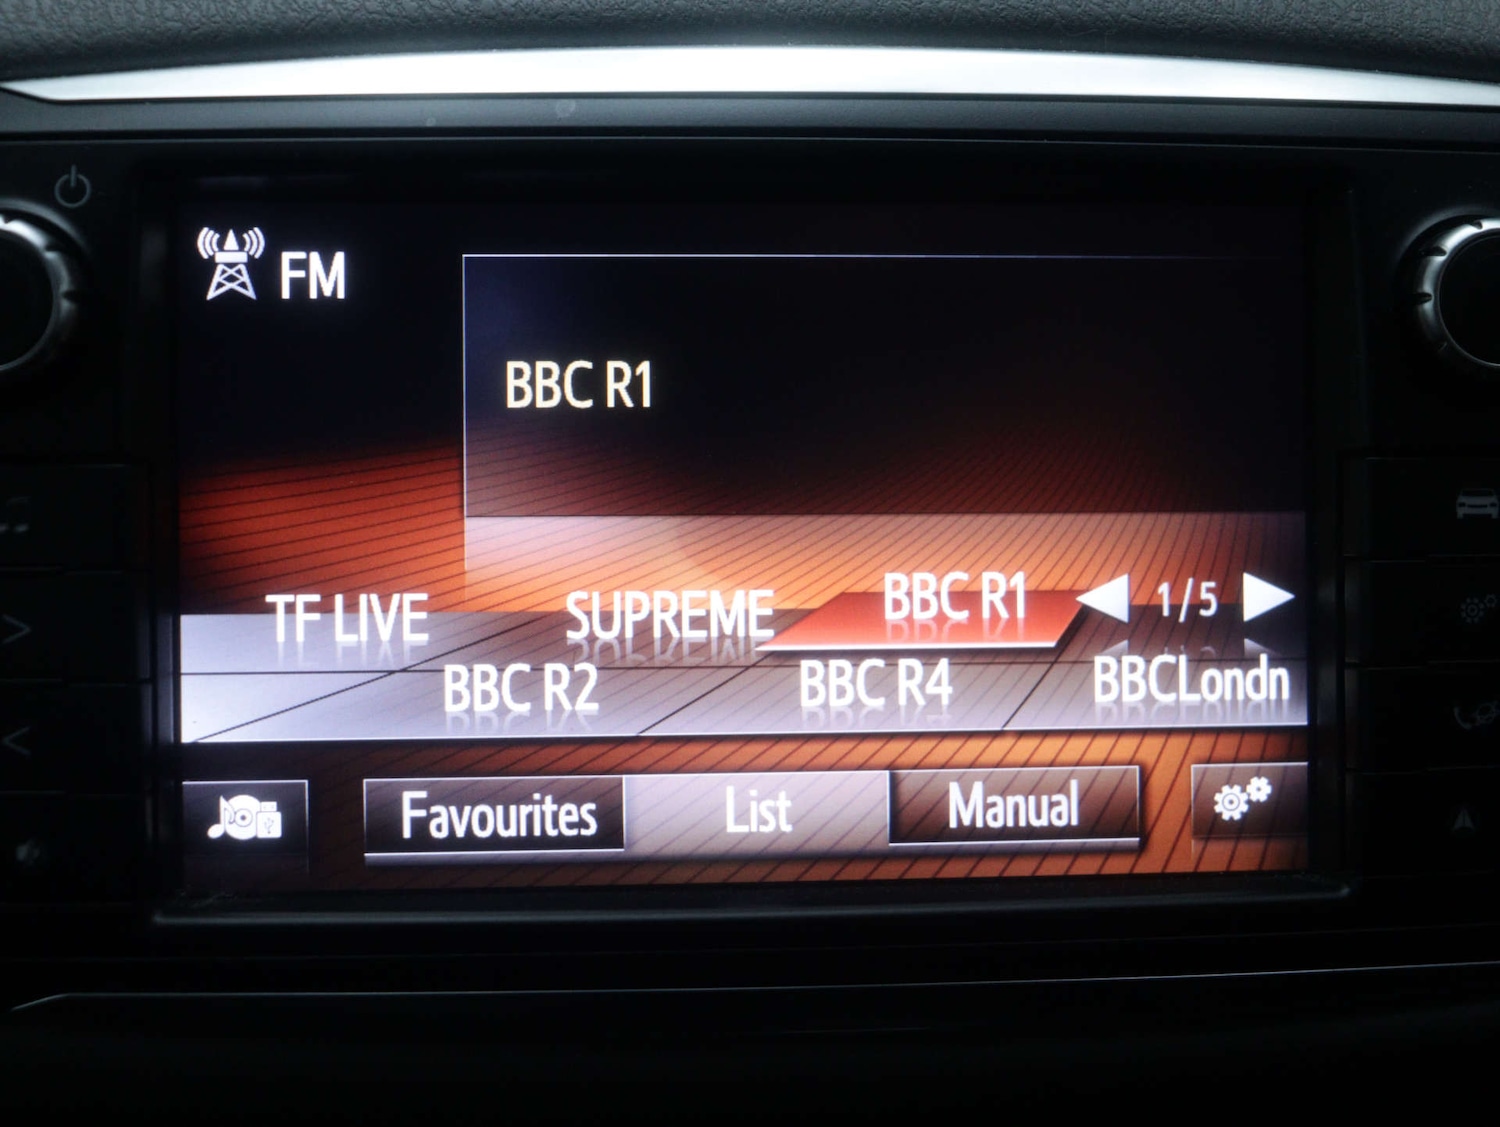 FM
BBC R1
TF LIVE SUPREME BBC R1 1/5
BBC R2 BBC R4 BBCLondn
Favourites List Manual